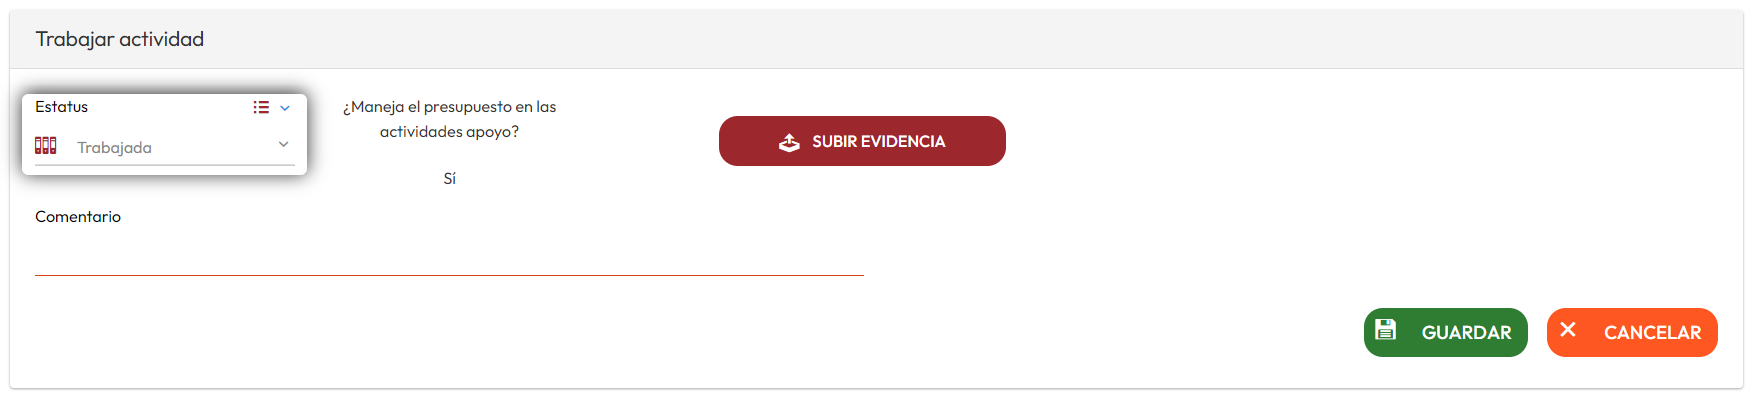 Trabajar actividad
Estatus
Trabajada
¿Maneja el presupuesto en las
actividades apoyo?
Sí
SUBIR EVIDENCIA
Comentario
GUARDAR
CANCELAR